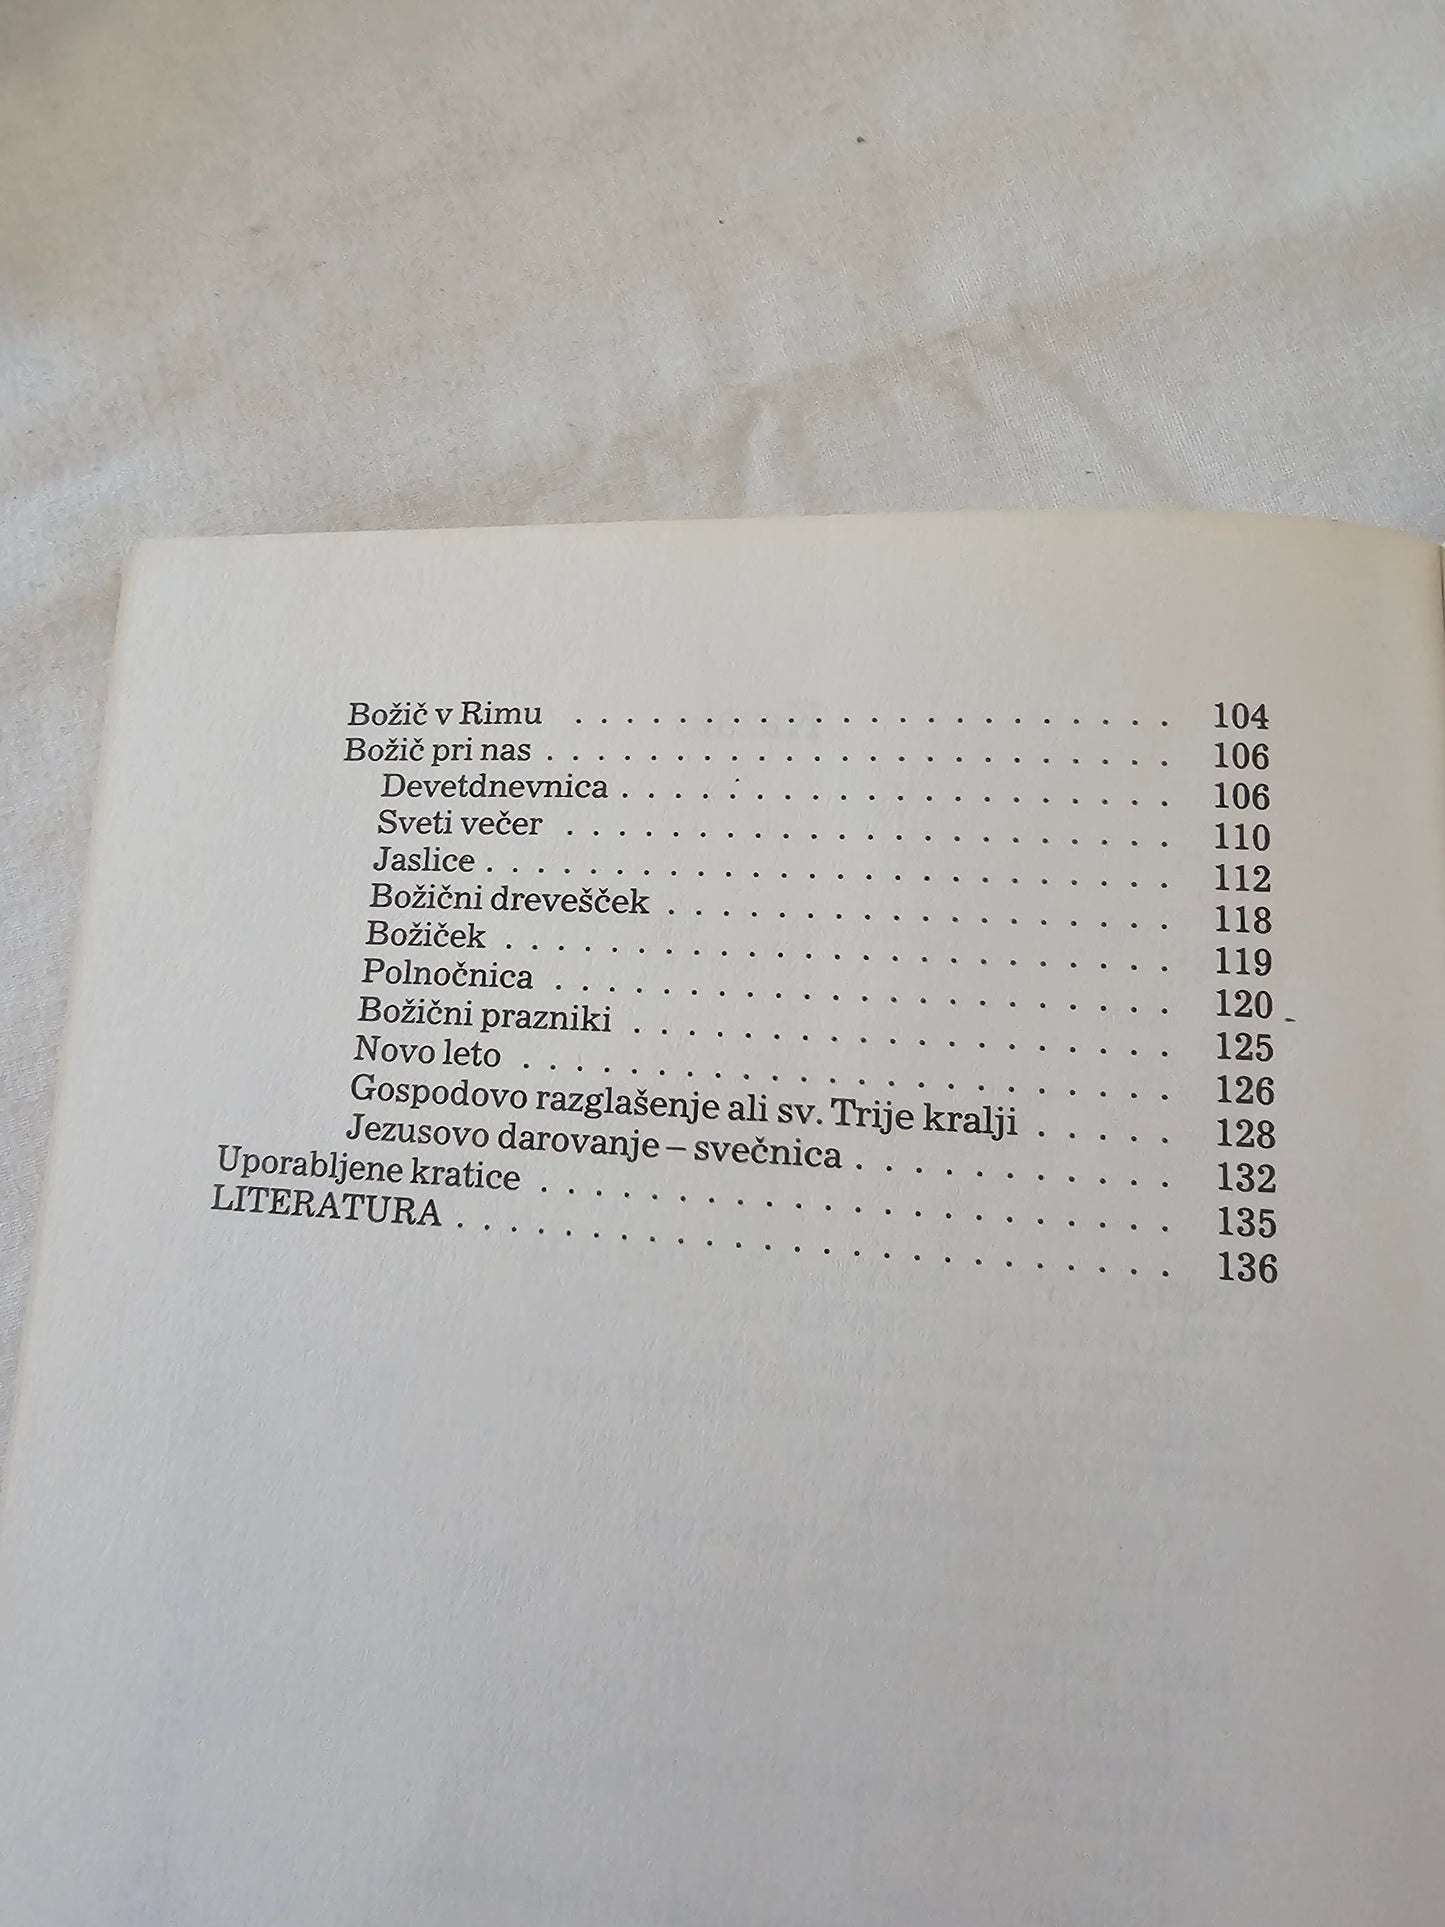 Božič v Rimu . . . . . . . . . . . . . . . . . . . . . . . . 104
Božič pri nas . . . . . . . . . . . . . . . . . . . . . . . . . 106
Devetdnevnica . . . . . . . . . . . . . . . . . . . . . . 106
Sveti večer . . . . . . . . . . . . . . . . . . . . . . . . 110
Jaslice . . . . . . . . . . . . . . . . . . . . . . . . . . . 112
Božični drevešček . . . . . . . . . . . . . . . . . . . . 118
Božiček . . . . . . . . . . . . . . . . . . . . . . . . . . 119
Polnočnica . . . . . . . . . . . . . . . . . . . . . . . . 120
Božični prazniki . . . . . . . . . . . . . . . . . . . . . 125
Novo leto . . . . . . . . . . . . . . . . . . . . . . . . . 126
Gospodovo razglašenje ali sv. Trije kralji . . . . . 128
Jezusovo darovanje – svečnica . . . . . . . . . . . 132
Uporabljene kratice . . . . . . . . . . . . . . . . . . . . . . 135
LITERATURA . . . . . . . . . . . . . . . . . . . . . . . . . 136